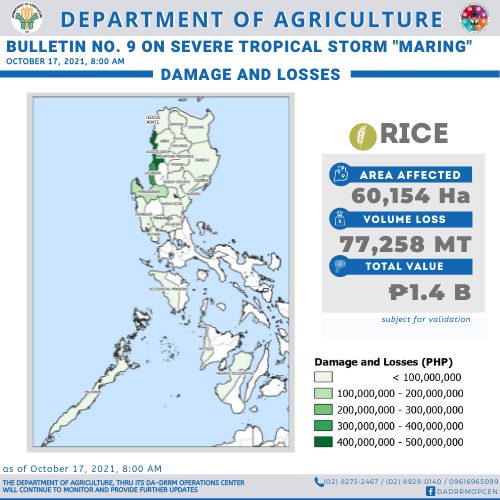 DEPARTMENT OF AGRICULTURE
BULLETIN NO. 9 ON SEVERE TROPICAL STORM "MARING"
OCTOBER 17, 2021, 8:00 AM
DAMAGE AND LOSSES
ILOCOS NORTE
PAMPANGA
RICE
AREA AFFECTED
60,154 Ha
VOLUME LOSS
77,258 MT
TOTAL VALUE
₱1.4 B
subject for validation
Damage and Losses (PHP)
< 100,000,000
100,000,000 - 200,000,000
200,000,000 - 300,000,000
300,000,000 - 400,000,000
400,000,000 - 500,000,000
as of October 17, 2021, 8:00 AM
THE DEPARTMENT OF AGRICULTURE, THRU ITS DA-DRRM OPERATIONS CENTER
WILL CONTINUE TO MONITOR AND PROVIDE FURTHER UPDATES
(02) 8273-2467 / (02) 8929-0140 / 09616965090
DADRRMOPCEN